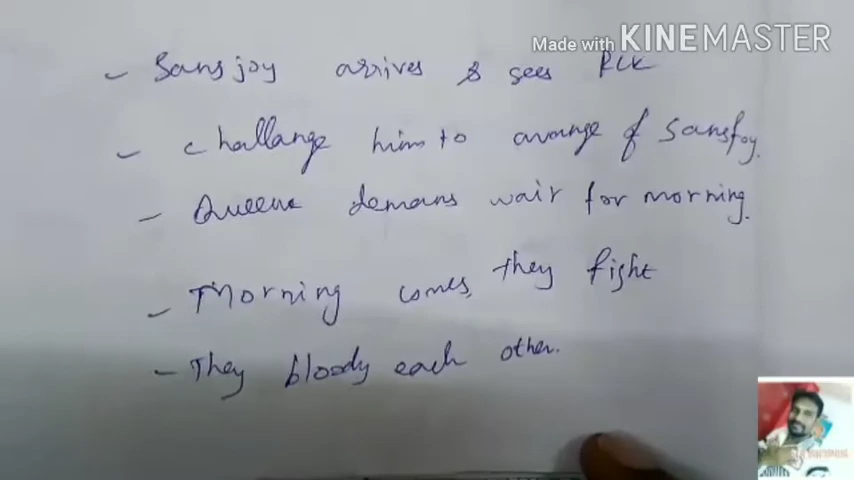 Made with KINEMASTER
- Sansjoy arrives & sees RCK
- challange him to avange of Sansfoy.
- Queene demans wair for morning.
- Morning comes, they fight
- They bloody each other.